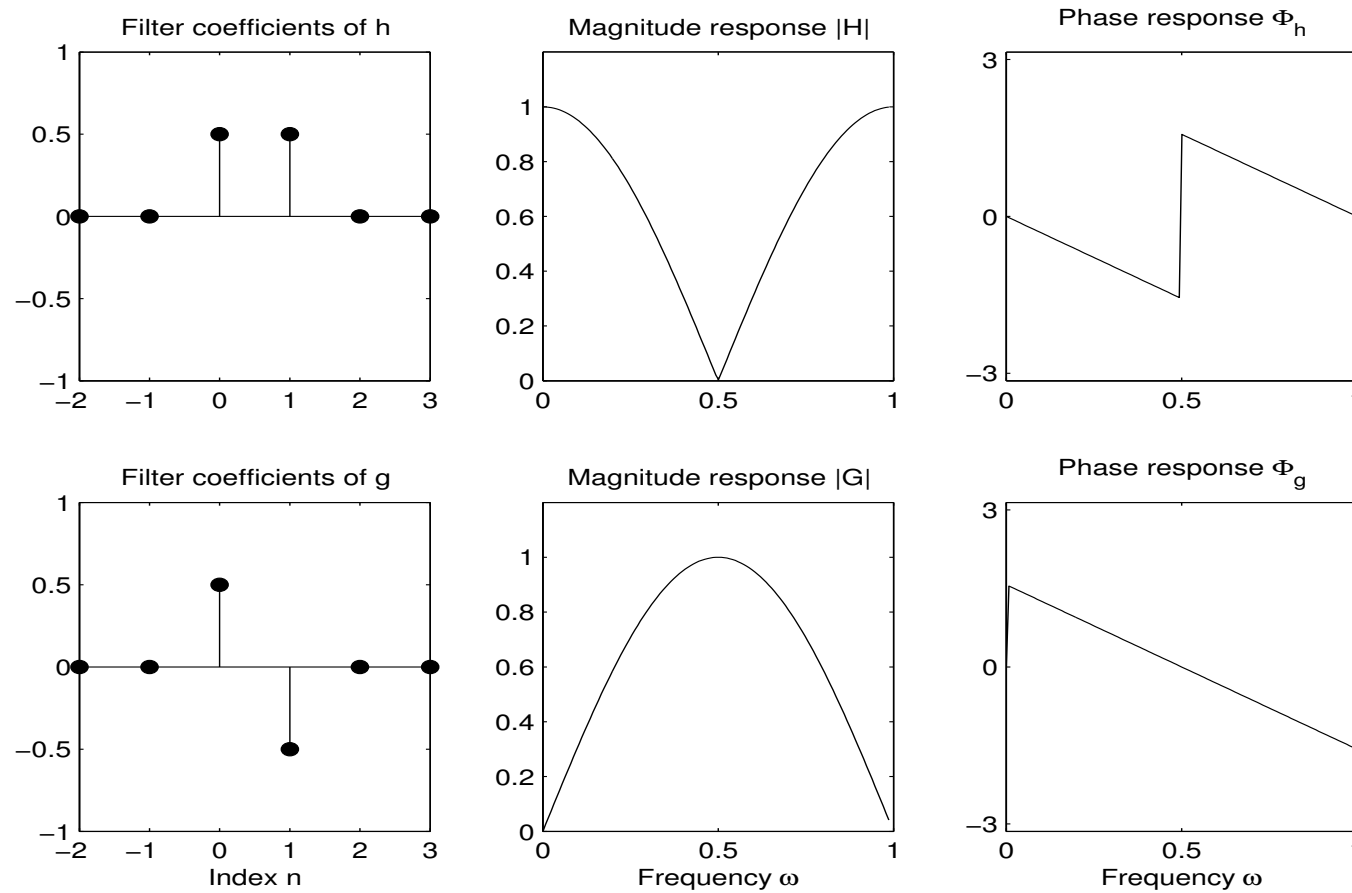 Filter coefficients of h
1
0.5
0
−0.5
−1
−2 −1 0 1 2 3
Magnitude response |H|
1
0.8
0.6
0.4
0.2
0
0 0.5 1
Phase response Φ_h
3
0
−3
0 0.5 1
Filter coefficients of g
1
0.5
0
−0.5
−1
−2 −1 0 1 2 3
Index n
Magnitude response |G|
1
0.8
0.6
0.4
0.2
0
0 0.5 1
Frequency ω
Phase response Φ_g
3
0
−3
0 0.5 1
Frequency ω